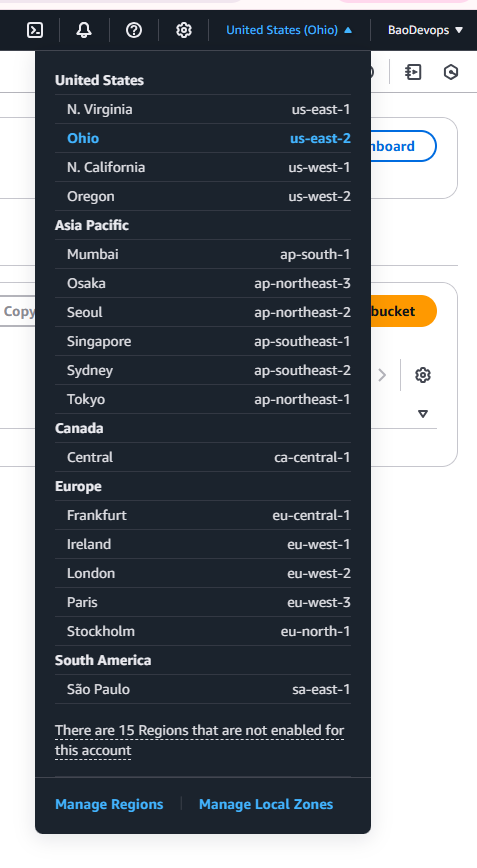 United States (Ohio) ▲ BaoDevops ▼
United States
N. Virginia us-east-1
Ohio us-east-2
N. California us-west-1
Oregon us-west-2
Asia Pacific
Mumbai ap-south-1
Osaka ap-northeast-3
Seoul ap-northeast-2
Singapore ap-southeast-1
Sydney ap-southeast-2
Tokyo ap-northeast-1
Canada
Central ca-central-1
Europe
Frankfurt eu-central-1
Ireland eu-west-1
London eu-west-2
Paris eu-west-3
Stockholm eu-north-1
South America
São Paulo sa-east-1
There are 15 Regions that are not enabled for
this account
Manage Regions Manage Local Zones
Copy
bucket